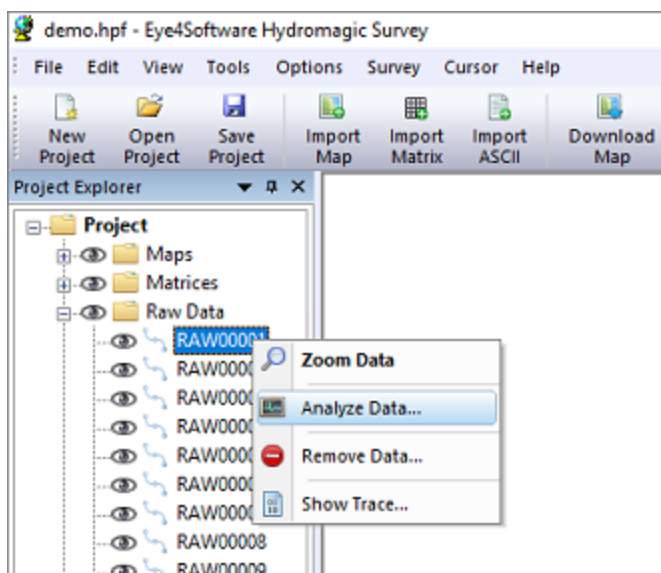 demo.hpf - Eye4Software Hydromagic Survey
File Edit View Tools Options Survey Cursor Help
New Project Open Project Save Project Import Map Import Matrix Import ASCII Download Map
Project Explorer
Project
Maps
Matrices
Raw Data
RAW00001
Zoom Data
Analyze Data...
Remove Data...
Show Trace...
RAW00008
RAW00009